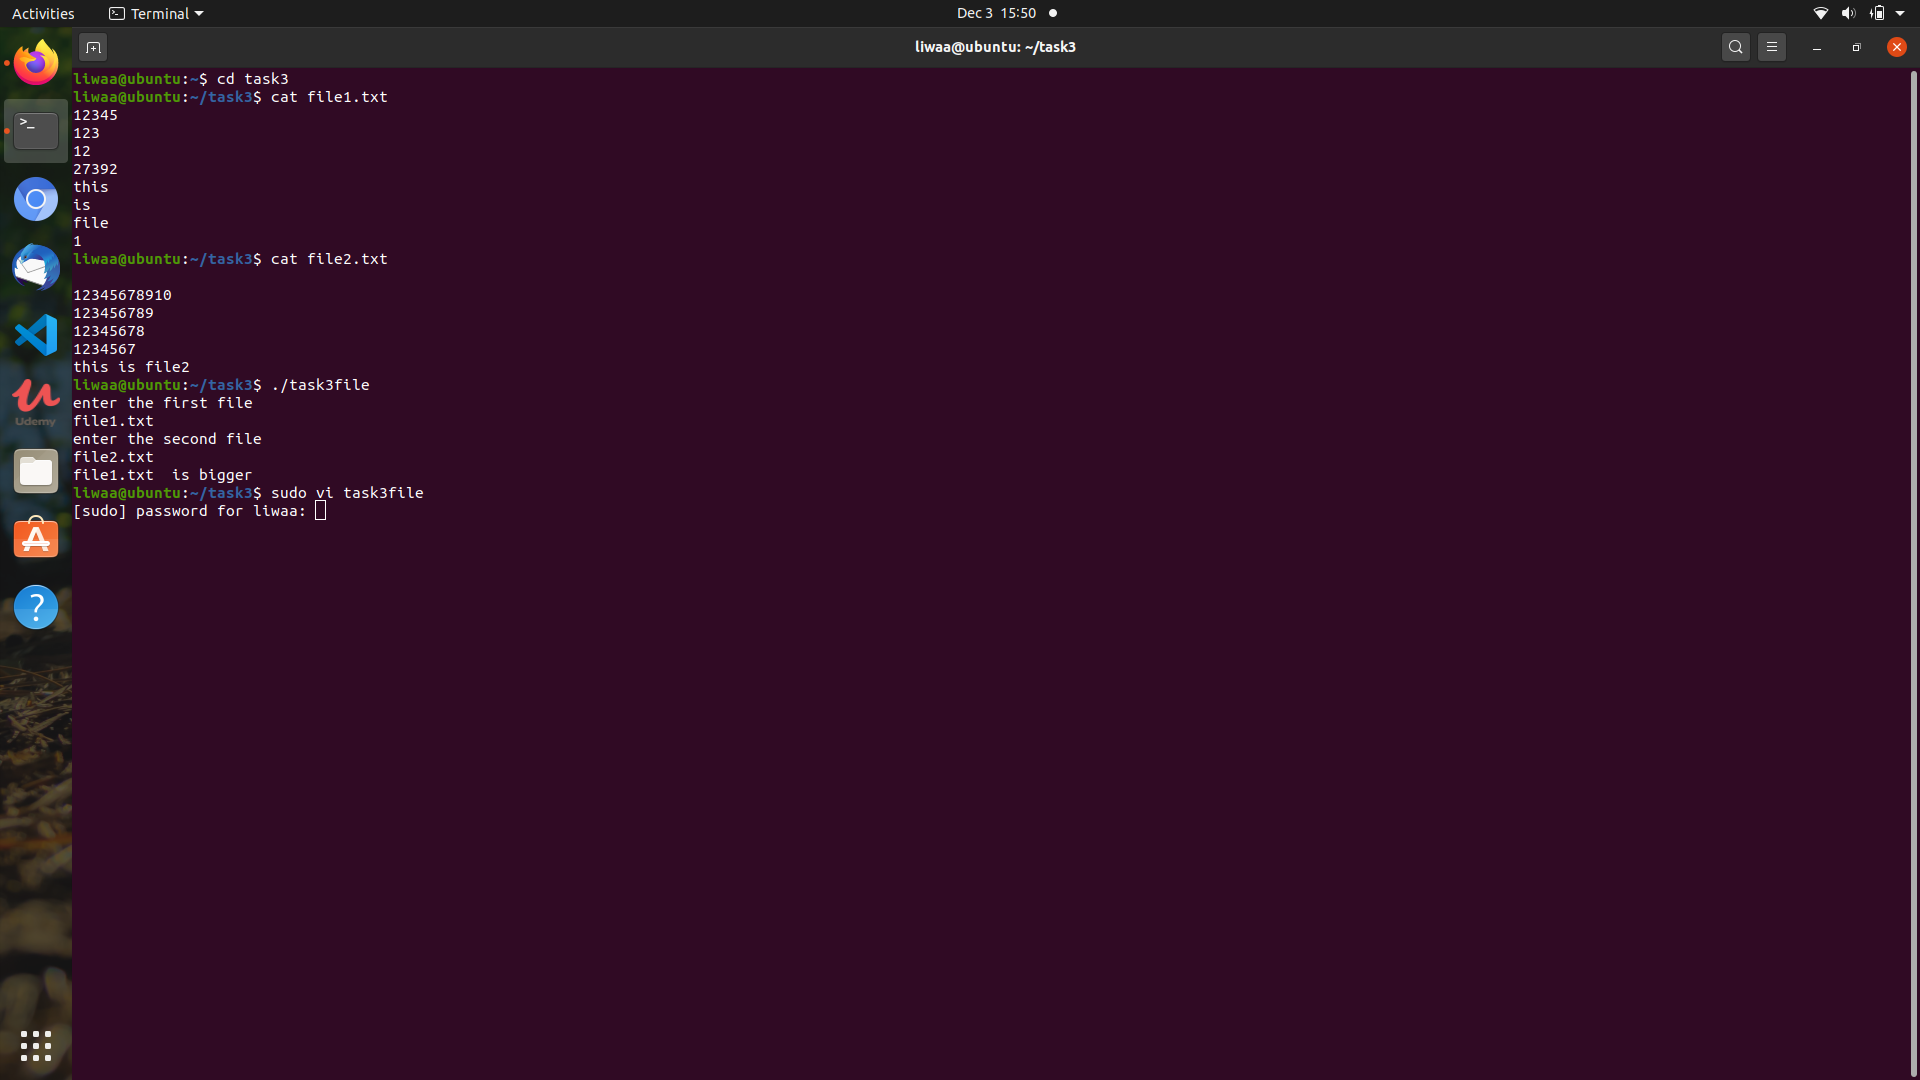 Activities
Terminal
Dec 3 15:50
liwaa@ubuntu: ~/task3
liwaa@ubuntu:~$ cd task3
liwaa@ubuntu:~/task3$ cat file1.txt
12345
123
12
27392
this
is
file
1
liwaa@ubuntu:~/task3$ cat file2.txt
12345678910
123456789
12345678
1234567
this is file2
liwaa@ubuntu:~/task3$ ./task3file
enter the first file
file1.txt
enter the second file
file2.txt
file1.txt  is bigger
liwaa@ubuntu:~/task3$ sudo vi task3file
[sudo] password for liwaa:
Udemy